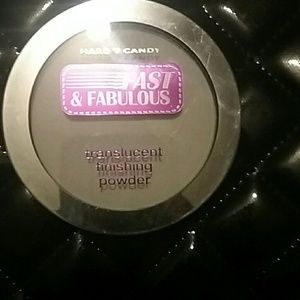 HARD CANDY
FAST
& FABULOUS
translucent
finishing
powder